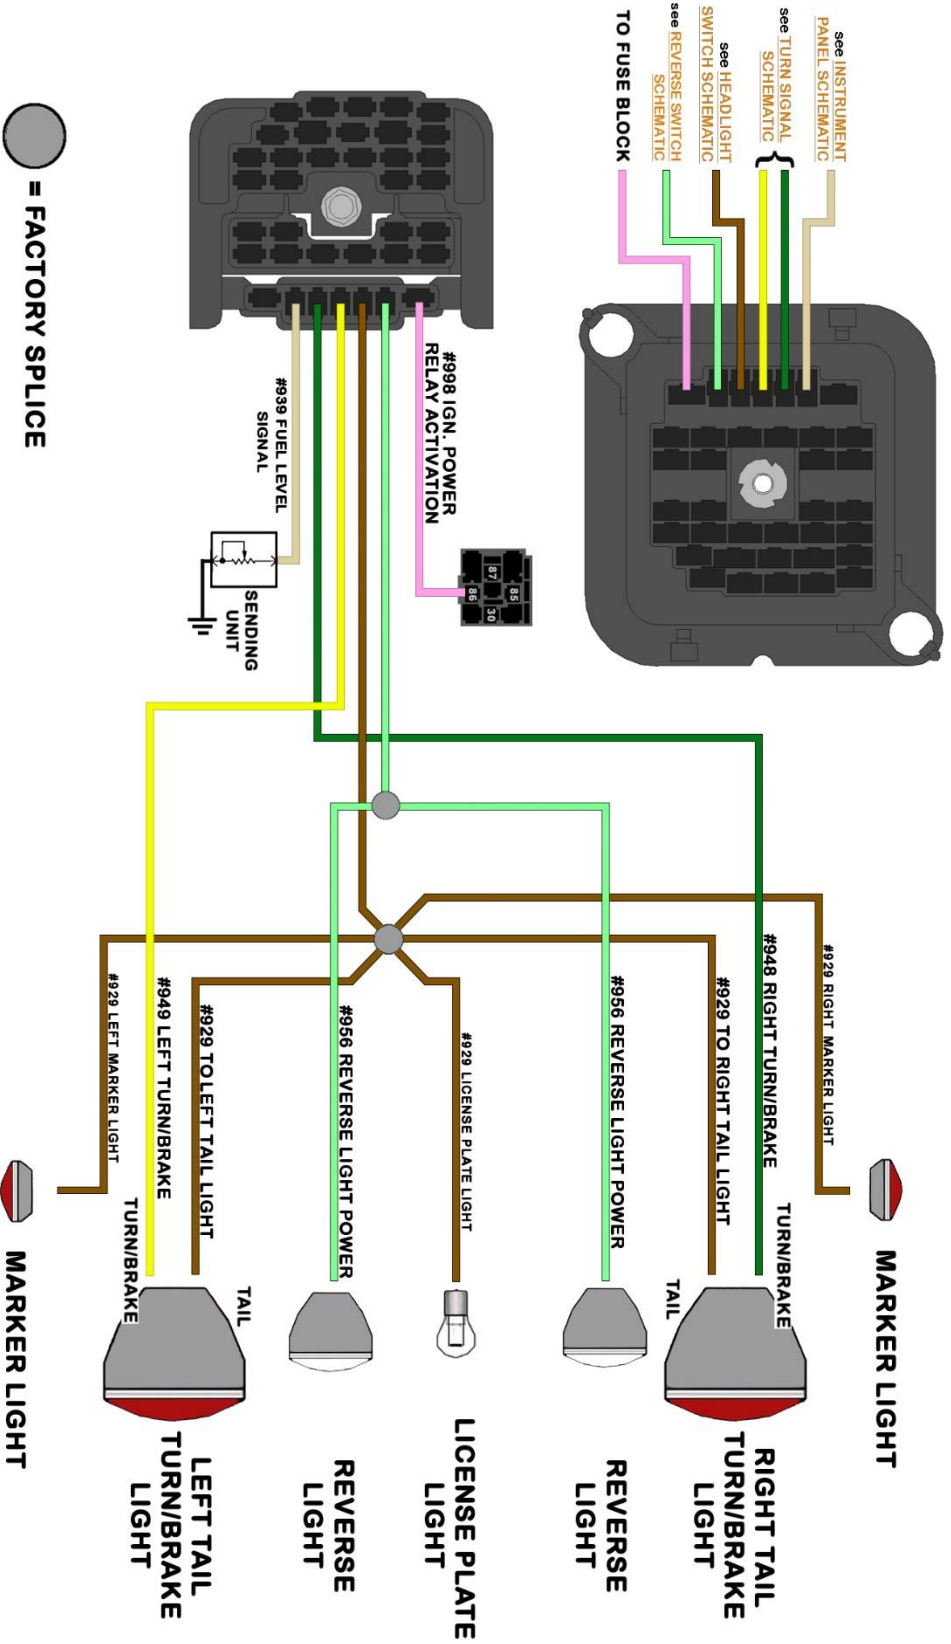 see INSTRUMENT
PANEL SCHEMATIC
see TURN SIGNAL
SCHEMATIC
{
see HEADLIGHT
SWITCH SCHEMATIC
see REVERSE SWITCH
SCHEMATIC
TO FUSE BLOCK
= FACTORY SPLICE
#998 IGN. POWER
RELAY ACTIVATION
#939 FUEL LEVEL
SIGNAL
SENDING
UNIT
87
85
86
30
#929 RIGHT MARKER LIGHT
#948 RIGHT TURN/BRAKE
#929 TO RIGHT TAIL LIGHT
#956 REVERSE LIGHT POWER
#929 LICENSE PLATE LIGHT
#956 REVERSE LIGHT POWER
#929 TO LEFT TAIL LIGHT
#949 LEFT TURN/BRAKE
#929 LEFT MARKER LIGHT
TURN/BRAKE
TAIL
TAIL
TURN/BRAKE
MARKER LIGHT
RIGHT TAIL
TURN/BRAKE
LIGHT
REVERSE
LIGHT
LICENSE PLATE
LIGHT
REVERSE
LIGHT
LEFT TAIL
TURN/BRAKE
LIGHT
MARKER LIGHT